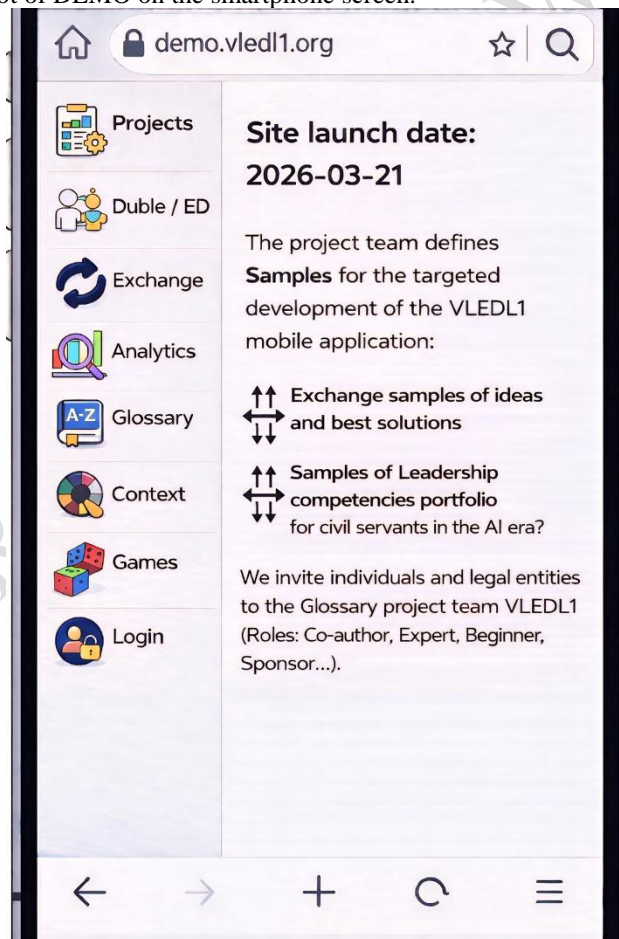 ot of DEMO on the smartphone screen.
demo.vledl1.org
Projects
Duble / ED
Exchange
Analytics
A-Z
Glossary
Context
Games
Login
Site launch date:
2026-03-21
The project team defines
Samples for the targeted
development of the VLEDL1
mobile application:
Exchange samples of ideas
and best solutions
Samples of Leadership
competencies portfolio
for civil servants in the AI era?
We invite individuals and legal entities
to the Glossary project team VLEDL1
(Roles: Co-author, Expert, Beginner,
Sponsor...).